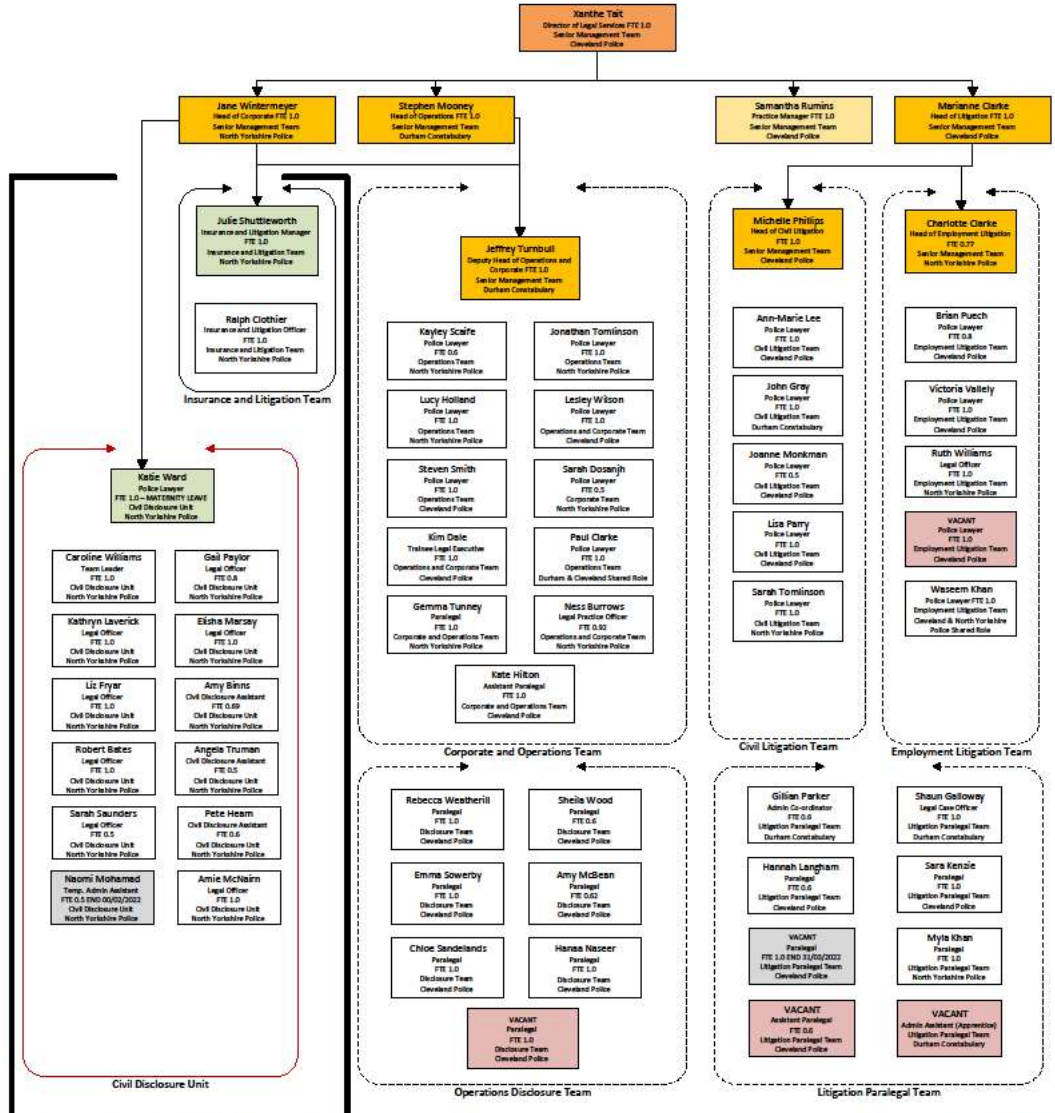 Xanthe Tait
Director of Legal Services FTE 1.0
Senior Management Team
Cleveland Police
Jane Wintermeyer
Head of Corporate FTE 1.0
Senior Management Team
North Yorkshire Police
Stephen Mooney
Head of Operations FTE 1.0
Senior Management Team
Durham Constabulary
Samantha Rumins
Practice Manager FTE 1.0
Senior Management Team
Cleveland Police
Marianne Clarke
Head of Litigation FTE 1.0
Senior Management Team
Cleveland Police
Julie Shuttleworth
Insurance and Litigation Manager
FTE 1.0
Insurance and Litigation Team
North Yorkshire Police
Ralph Clothier
Insurance and Litigation Officer
FTE 1.0
Insurance and Litigation Team
North Yorkshire Police
Insurance and Litigation Team
Katie Ward
Police Lawyer
FTE 1.0 – MATERNITY LEAVE
Civil Disclosure Unit
North Yorkshire Police
Caroline Williams
Team Leader
FTE 1.0
Civil Disclosure Unit
North Yorkshire Police
Gail Paylor
Legal Officer
FTE 0.8
Civil Disclosure Unit
North Yorkshire Police
Kathryn Laverick
Legal Officer
FTE 1.0
Civil Disclosure Unit
North Yorkshire Police
Elisha Marsay
Legal Officer
FTE 1.0
Civil Disclosure Unit
North Yorkshire Police
Liz Fryar
Legal Officer
FTE 1.0
Civil Disclosure Unit
North Yorkshire Police
Amy Binns
Civil Disclosure Assistant
FTE 0.69
Civil Disclosure Unit
North Yorkshire Police
Robert Bates
Legal Officer
FTE 1.0
Civil Disclosure Unit
North Yorkshire Police
Angela Truman
Civil Disclosure Assistant
FTE 0.5
Civil Disclosure Unit
North Yorkshire Police
Sarah Saunders
Legal Officer
FTE 0.5
Civil Disclosure Unit
North Yorkshire Police
Pete Hearn
Civil Disclosure Assistant
FTE 0.6
Civil Disclosure Unit
North Yorkshire Police
Naomi Mohamad
Temp. Admin Assistant
FTE 0.5 END
Civil Disclosure Unit
North Yorkshire Police
Amie McNairn
Legal Officer
FTE 1.0
Civil Disclosure Unit
North Yorkshire Police
Civil Disclosure Unit
Jeffrey Turnbull
Deputy Head of Operations and
Corporate FTE 1.0
Senior Management Team
Durham Constabulary
Kayley Scaife
Police Lawyer
FTE 0.6
Operations Team
North Yorkshire Police
Jonathan Tomlinson
Police Lawyer
FTE 1.0
Operations Team
North Yorkshire Police
Lucy Holland
Police Lawyer
FTE 1.0
Operations Team
North Yorkshire Police
Lesley Wilson
Police Lawyer
FTE 1.0
Operations and Corporate Team
Cleveland Police
Steven Smith
Police Lawyer
FTE 1.0
Operations Team
Cleveland Police
Sarah Dosanjh
Police Lawyer
FTE 0.5
Corporate Team
North Yorkshire Police
Kim Dale
Trainee Legal Executive
FTE 1.0
Operations and Corporate Team
Cleveland Police
Paul Clarke
Police Lawyer
FTE 1.0
Operations Team
Durham & Cleveland Shared Role
Gemma Tunney
Paralegal
FTE 1.0
Corporate and Operations Team
North Yorkshire Police
Ness Burrows
Legal Practice Officer
FTE 0.92
Operations and Corporate Team
North Yorkshire Police
Kate Hilton
Assistant Paralegal
FTE 1.0
Corporate and Operations Team
Cleveland Police
Corporate and Operations Team
Rebecca Weatherill
Paralegal
FTE 1.0
Disclosure Team
Cleveland Police
Sheila Wood
Paralegal
FTE 0.6
Disclosure Team
Cleveland Police
Emma Sowerby
Paralegal
FTE 1.0
Disclosure Team
Cleveland Police
Amy McBean
Paralegal
FTE 0.62
Disclosure Team
Cleveland Police
Chloe Sandelands
Paralegal
FTE 1.0
Disclosure Team
Cleveland Police
Hanaa Naseer
Paralegal
FTE 1.0
Disclosure Team
Cleveland Police
VACANT
Paralegal
FTE 1.0
Disclosure Team
Cleveland Police
Operations Disclosure Team
Michelle Phillips
Head of Civil Litigation
FTE 1.0
Senior Management Team
Cleveland Police
Ann-Marie Lee
Police Lawyer
FTE 1.0
Civil Litigation Team
Cleveland Police
John Gray
Police Lawyer
FTE 1.0
Civil Litigation Team
Durham Constabulary
Joanne Monkman
Police Lawyer
FTE 0.5
Civil Litigation Team
Cleveland Police
Lisa Parry
Police Lawyer
FTE 1.0
Civil Litigation Team
Cleveland Police
Sarah Tomlinson
Police Lawyer
FTE 1.0
Civil Litigation Team
North Yorkshire Police
Civil Litigation Team
Charlotte Clarke
Head of Employment Litigation
FTE 0.77
Senior Management Team
North Yorkshire Police
Brian Puech
Police Lawyer
FTE 0.8
Employment Litigation Team
Cleveland Police
Victoria Vallely
Police Lawyer
FTE 1.0
Employment Litigation Team
Cleveland Police
Ruth Williams
Legal Officer
FTE 1.0
Employment Litigation Team
North Yorkshire Police
VACANT
Police Lawyer
FTE 1.0
Employment Litigation Team
Cleveland Police
Waseem Khan
Police Lawyer FTE 1.0
Employment Litigation Team
Cleveland & North Yorkshire
Police Shared Role
Employment Litigation Team
Gillian Parker
Admin Co-ordinator
FTE 0.6
Litigation Paralegal Team
Durham Constabulary
Shaun Galloway
Legal Case Officer
FTE 1.0
Litigation Paralegal Team
Durham Constabulary
Hannah Langham
Paralegal
FTE 0.6
Litigation Paralegal Team
Cleveland Police
Sara Kenzie
Paralegal
FTE 1.0
Litigation Paralegal Team
Cleveland Police
VACANT
Paralegal
FTE 1.0 END 31/03/2022
Litigation Paralegal Team
Cleveland Police
Myla Khan
Paralegal
FTE 1.0
Litigation Paralegal Team
North Yorkshire Police
VACANT
Assistant Paralegal
FTE 0.6
Litigation Paralegal Team
Cleveland Police
VACANT
Admin Assistant (Apprentice)
Litigation Paralegal Team
Durham Constabulary
Litigation Paralegal Team